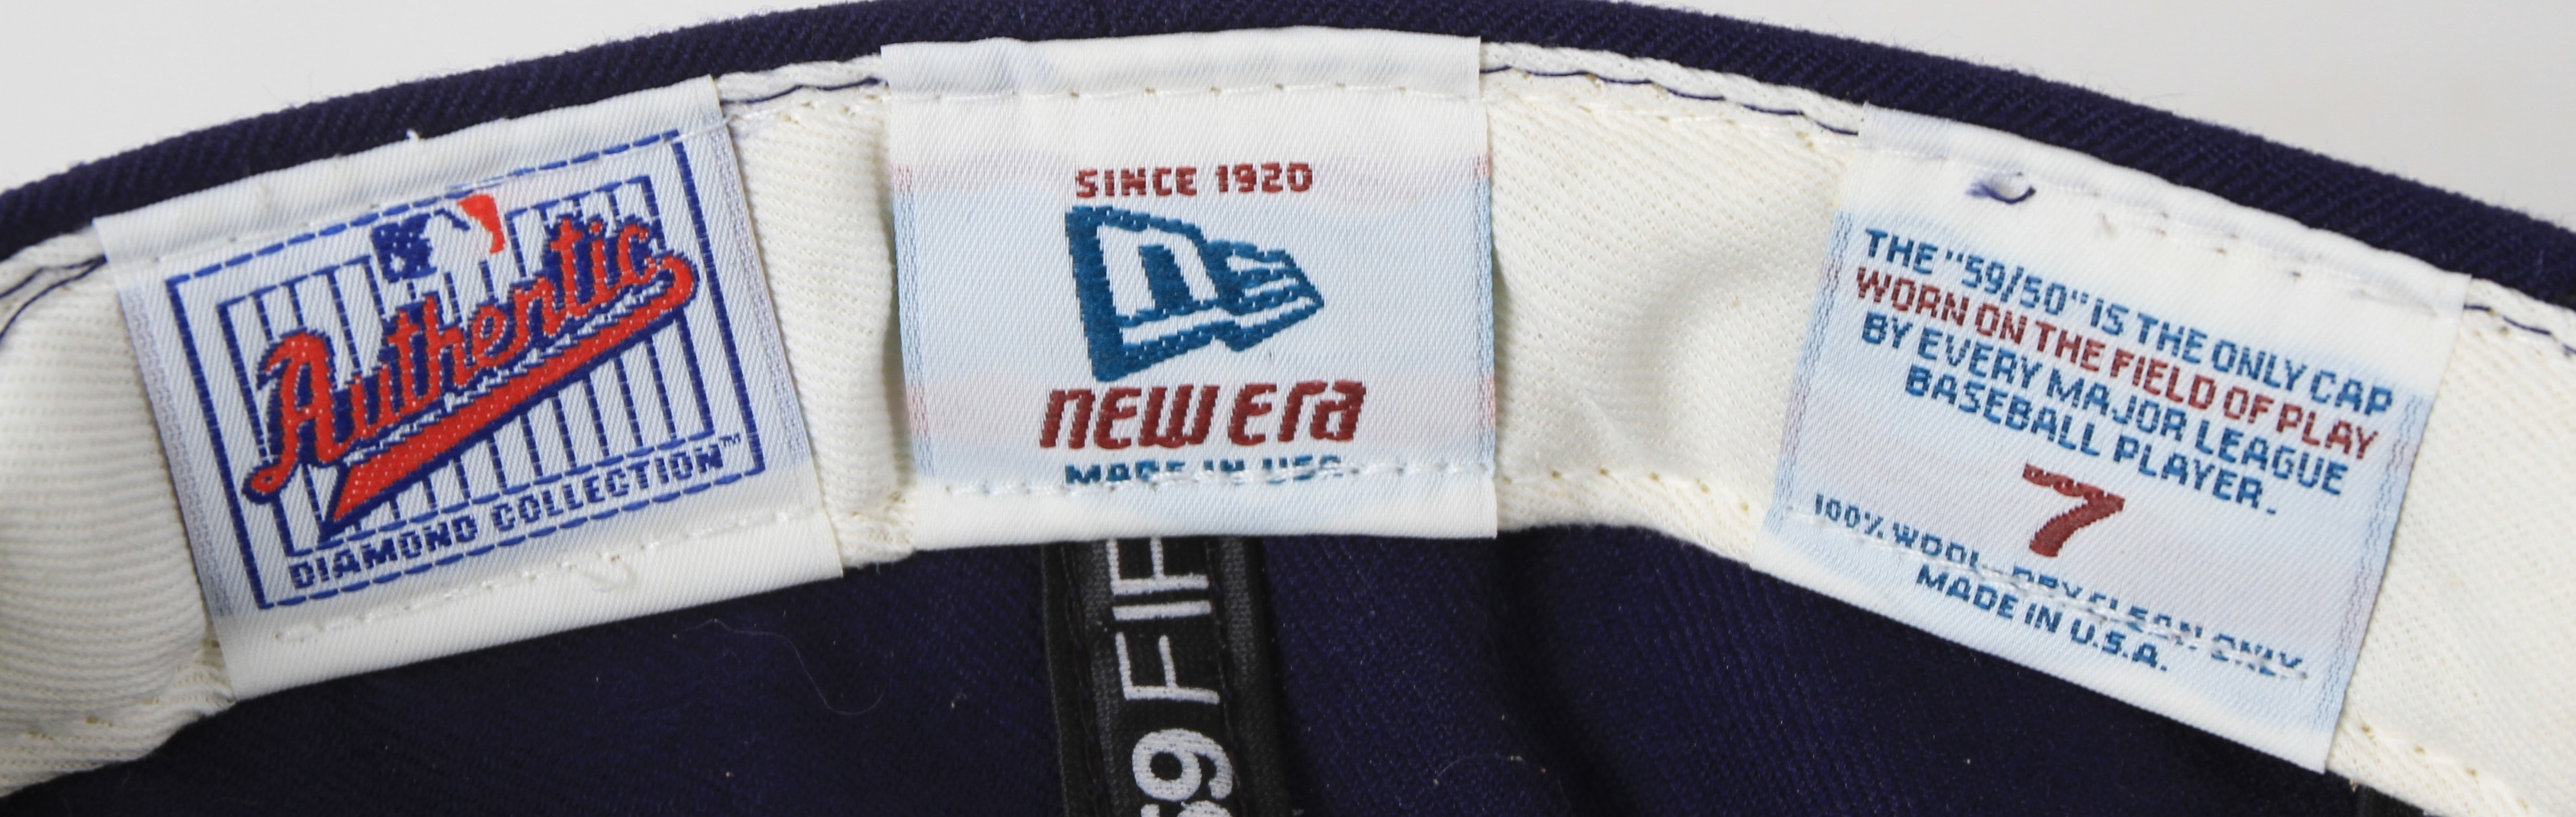 Authentic
DIAMOND COLLECTION™
SINCE 1920
NEW ERA
MADE IN USA
THE "59/50" IS THE ONLY CAP
WORN ON THE FIELD OF PLAY
BY EVERY MAJOR LEAGUE
BASEBALL PLAYER.
7
100% WOOL-DRY CLEAN ONLY.
MADE IN U.S.A.
59 FIF